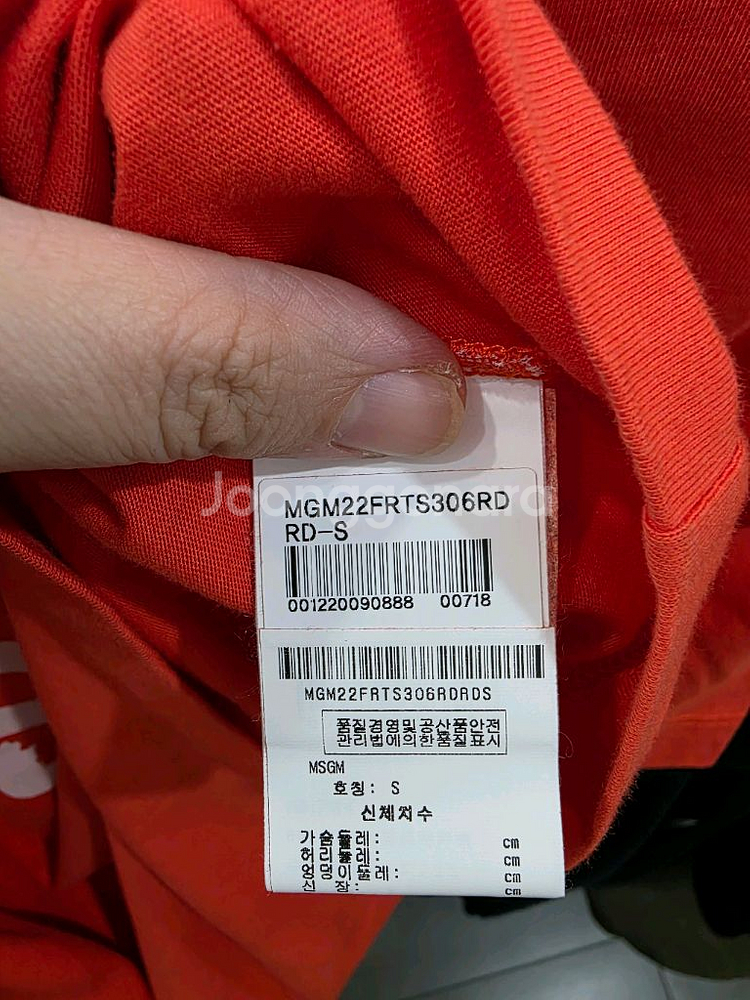 Joonggonara
MGM22FRTS306RD
RD-S
001220090888 00718
MGM22FRTS306RDRDS
품질경영및공산품안전
관리법에의한품질표시
MSGM
호칭: S
신체치수
가슴둘레: cm
허리둘레: cm
엉덩이둘레: cm
신 장: cm